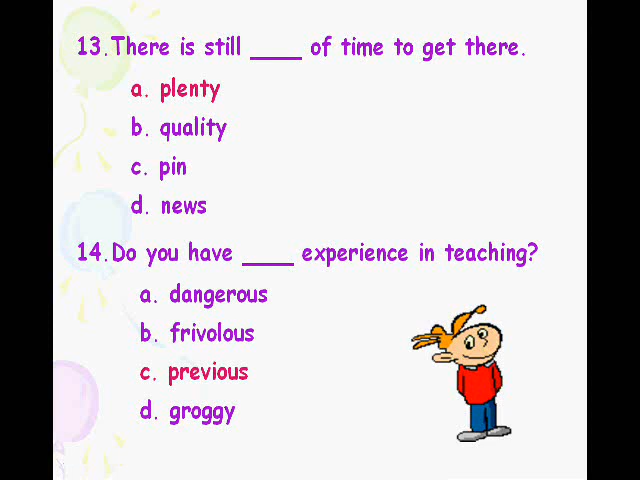 13. There is still ____ of time to get there.
a. plenty
b. quality
c. pin
d. news
14. Do you have ____ experience in teaching?
a. dangerous
b. frivolous
c. previous
d. groggy